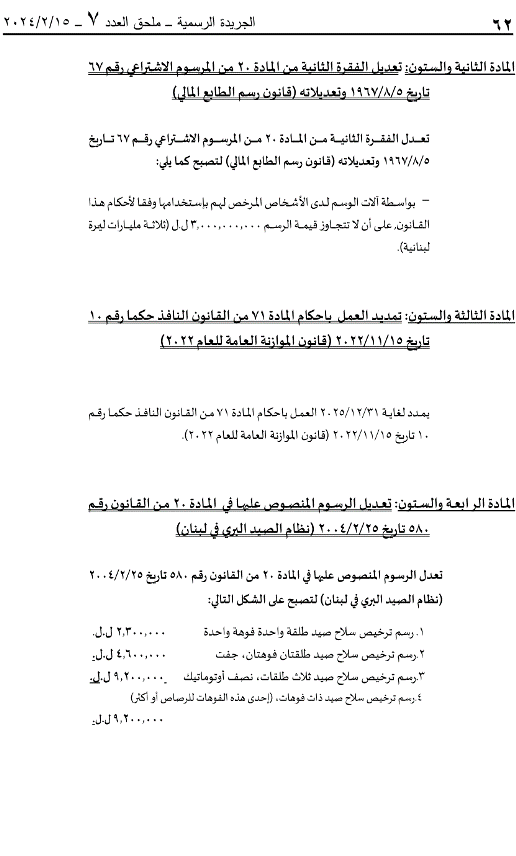 ٦٢
الجريدة الرسمية – ملحق العدد ٧ – ٢٠٢٤/٢/١٥
المادة الثانية والستون: تعديل الفقرة الثانية من المادة ٢٠ من المرسوم الاشتراعي رقم ٦٧
تاريخ ١٩٦٧/٨/٥ وتعديلاته (قانون رسم الطابع المالي)
تعدل الفقرة الثانية من المادة ٢٠ من المرسوم الاشتراعي رقم ٦٧ تاريخ
١٩٦٧/٨/٥ وتعديلاته (قانون رسم الطابع المالي) لتصبح كما يلي:
– بواسطة آلات الوسم لدى الأشخاص المرخص لهم بإستخدامها وفقا لأحكام هذا
القانون, على أن لا تتجاوز قيمة الرسم ٣,٠٠٠,٠٠٠,٠٠٠ ل.ل (ثلاثة مليارات ليرة
لبنانية).
المادة الثالثة والستون: تمديد العمل باحكام المادة ٧١ من القانون النافذ حكما رقم ١٠
تاريخ ٢٠٢٢/١١/١٥ (قانون الموازنة العامة للعام ٢٠٢٢)
يمدد لغاية ٢٠٢٥/١٢/٣١ العمل باحكام المادة ٧١ من القانون النافذ حكما رقم
١٠ تاريخ ٢٠٢٢/١١/١٥ (قانون الموازنة العامة للعام ٢٠٢٢).
المادة الرابعة والستون: تعديل الرسوم المنصوص عليها في المادة ٢٠ من القانون رقم
٥٨٠ تاريخ ٢٠٠٤/٢/٢٥ (نظام الصيد البري في لبنان)
تعدل الرسوم المنصوص عليها في المادة ٢٠ من القانون رقم ٥٨٠ تاريخ ٢٠٠٤/٢/٢٥
(نظام الصيد البري في لبنان) لتصبح على الشكل التالي:
١. رسم ترخيص سلاح صيد طلقة واحدة فوهة واحدة ٢,٣٠٠,٠٠٠ ل.ل.
٢.رسم ترخيص سلاح صيد طلقتان فوهتان، جفت ٤,٦٠٠,٠٠٠ ل.ل.
٣.رسم ترخيص سلاح صيد ثلاث طلقات، نصف أوتوماتيك ٩,٢٠٠,٠٠٠ ل.ل.
٤.رسم ترخيص سلاح صيد ذات فوهات، (إحدى هذه الفوهات للرصاص أو أكثر)
٩,٢٠٠,٠٠٠ ل.ل.